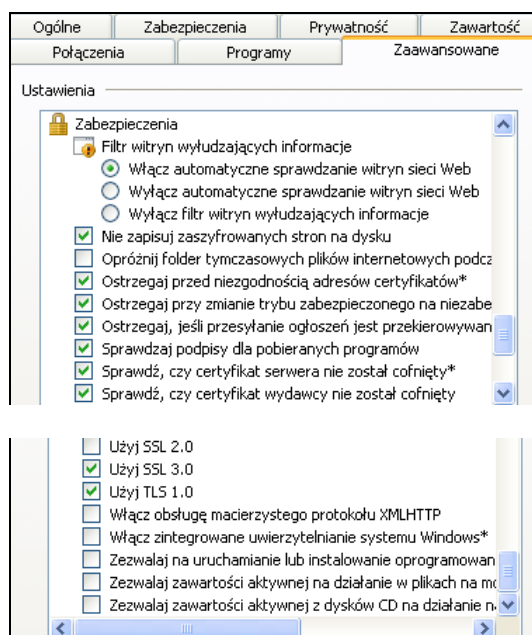 Ogólne Zabezpieczenia Prywatność Zawartość
Połączenia Programy Zaawansowane
Ustawienia
Zabezpieczenia
Filtr witryn wyłudzających informacje
Włącz automatyczne sprawdzanie witryn sieci Web
Wyłącz automatyczne sprawdzanie witryn sieci Web
Wyłącz filtr witryn wyłudzających informacje
Nie zapisuj zaszyfrowanych stron na dysku
Opróżnij folder tymczasowych plików internetowych podcz
Ostrzegaj przed niezgodnością adresów certyfikatów*
Ostrzegaj przy zmianie trybu zabezpieczonego na niezabe
Ostrzegaj, jeśli przesyłanie ogłoszeń jest przekierowywan
Sprawdzaj podpisy dla pobieranych programów
Sprawdź, czy certyfikat serwera nie został cofnięty*
Sprawdź, czy certyfikat wydawcy nie został cofnięty
Użyj SSL 2.0
Użyj SSL 3.0
Użyj TLS 1.0
Włącz obsługę macierzystego protokołu XMLHTTP
Włącz zintegrowane uwierzytelnianie systemu Windows*
Zezwalaj na uruchamianie lub instalowanie oprogramowan
Zezwalaj zawartości aktywnej na działanie w plikach na mo
Zezwalaj zawartości aktywnej z dysków CD na działanie n